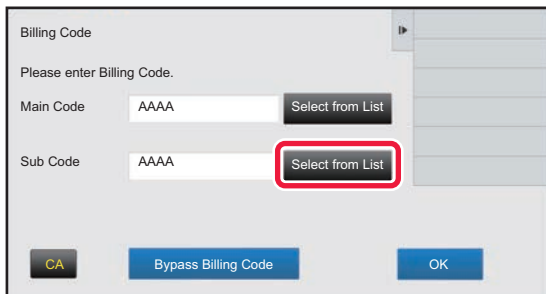 Billing Code
Please enter Billing Code.
Main Code AAAA Select from List
Sub Code AAAA Select from List
CA Bypass Billing Code OK